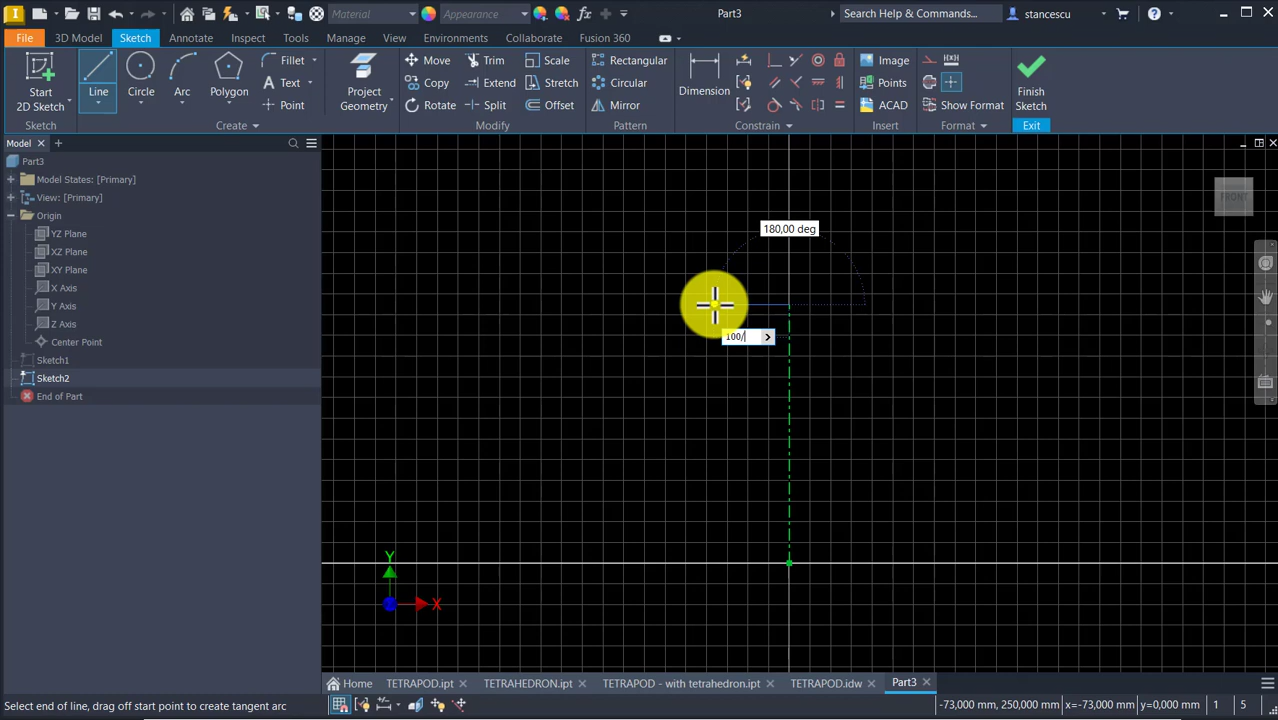 Material
Appearance
Part3
Search Help & Commands...
stancescu
File
3D Model
Sketch
Annotate
Inspect
Tools
Manage
View
Environments
Collaborate
Fusion 360
Start
2D Sketch
Line
Circle
Arc
Polygon
Fillet
Text
Point
Project
Geometry
Move
Copy
Rotate
Trim
Extend
Split
Scale
Stretch
Offset
Rectangular
Circular
Mirror
Dimension
Image
Points
ACAD
Show Format
Finish
Sketch
Sketch
Create
Modify
Pattern
Constrain
Insert
Format
Exit
Model
Part3
Model States: [Primary]
View: [Primary]
Origin
YZ Plane
XZ Plane
XY Plane
X Axis
Y Axis
Z Axis
Center Point
Sketch1
Sketch2
End of Part
FRONT
180,00 deg
100/
Y
X
Home
TETRAPOD.ipt
TETRAHEDRON.ipt
TETRAPOD - with tetrahedron.ipt
TETRAPOD.idw
Part3
Select end of line, drag off start point to create tangent arc
-73,000 mm, 250,000 mm
x=-73,000 mm
y=0,000 mm
1
5